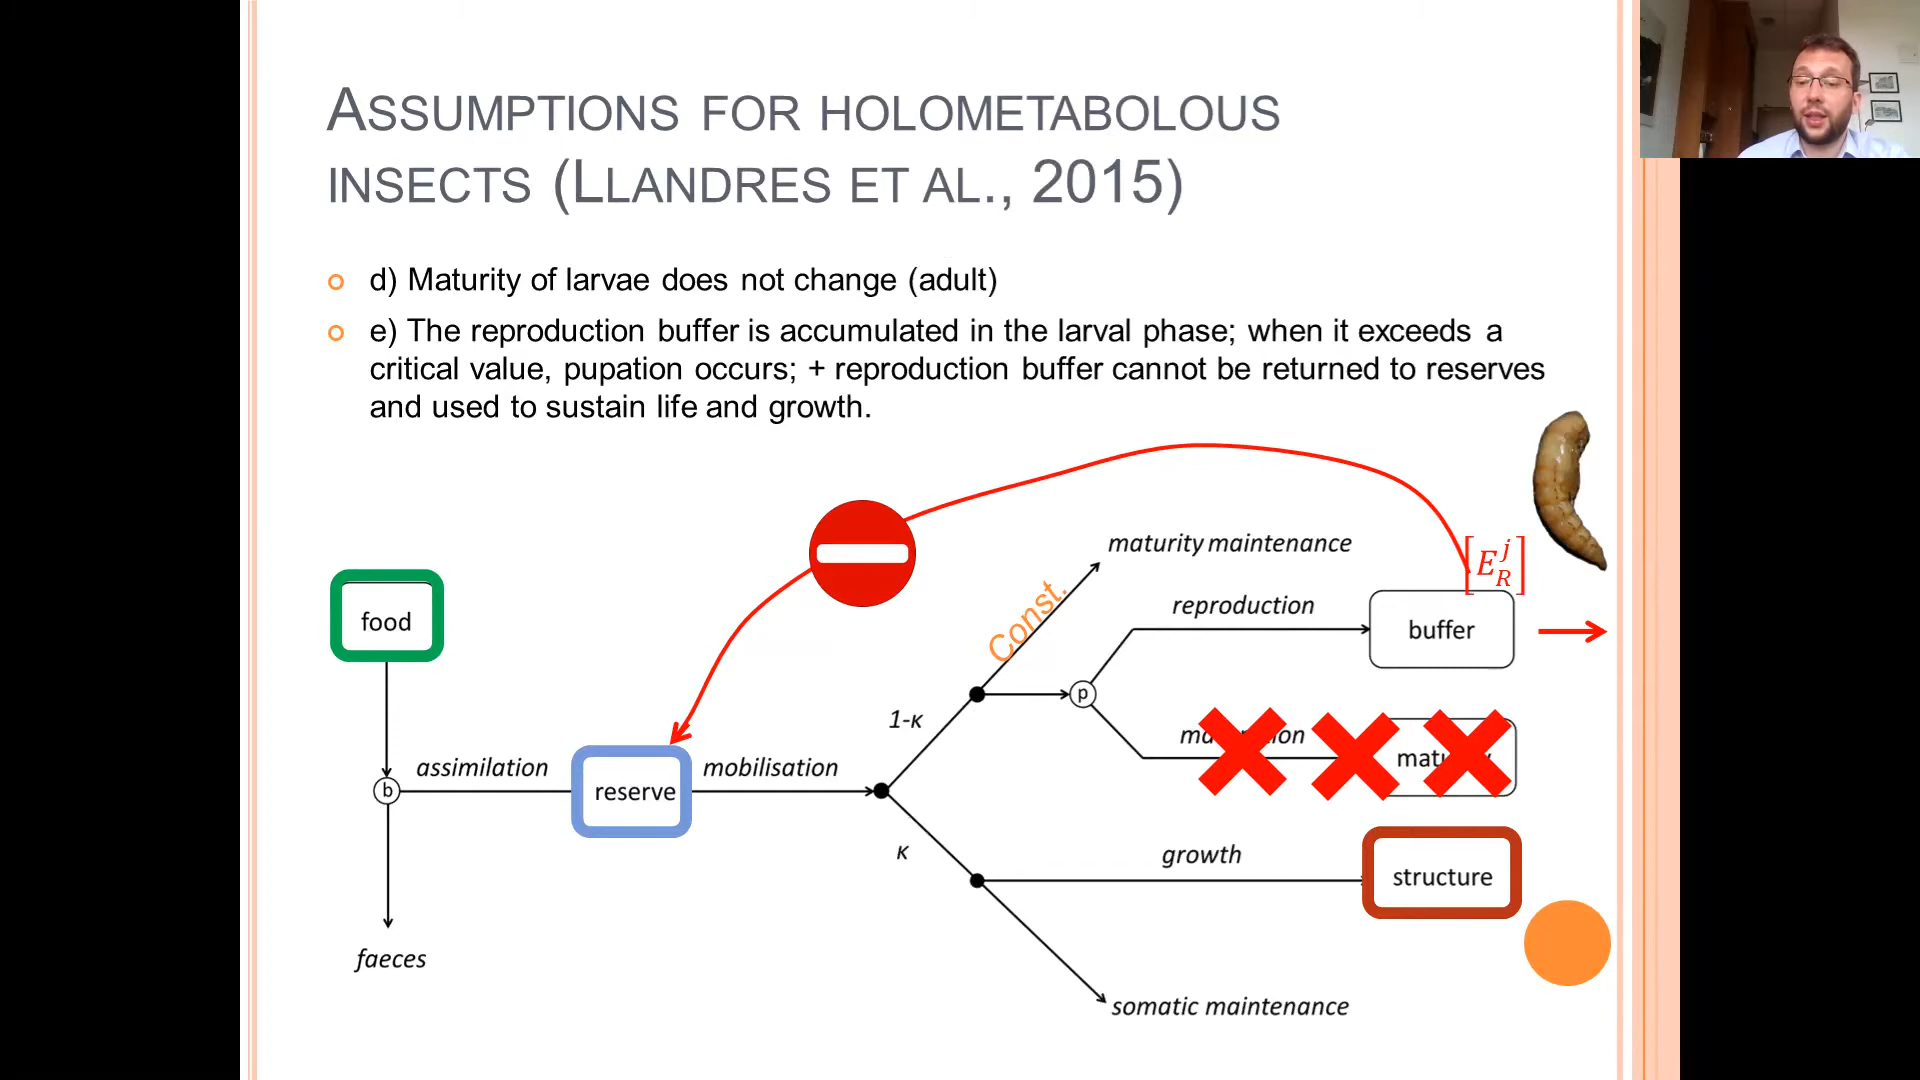 ASSUMPTIONS FOR HOLOMETABOLOUS
INSECTS (LLANDRES ET AL., 2015)
d) Maturity of larvae does not change (adult)
e) The reproduction buffer is accumulated in the larval phase; when it exceeds a
critical value, pupation occurs; + reproduction buffer cannot be returned to reserves
and used to sustain life and growth.
maturity maintenance
[E_R^j]
Const.
reproduction
food
buffer
p
1-κ
assimilation
mobilisation
b
reserve
κ
growth
structure
faeces
somatic maintenance